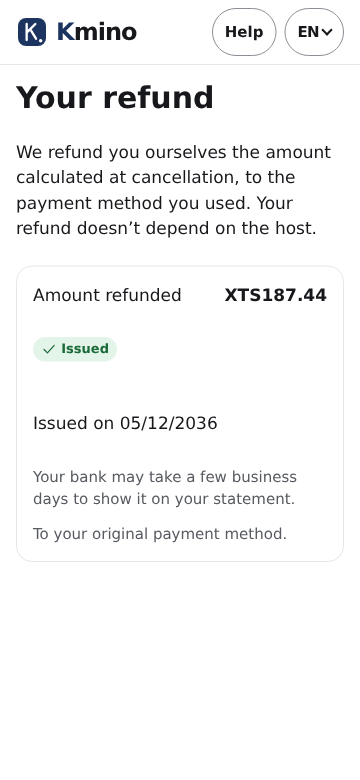 K. Kmino Help EN
Your refund
We refund you ourselves the amount
calculated at cancellation, to the
payment method you used. Your
refund doesn’t depend on the host.
Amount refunded XTS187.44
Issued
Issued on 05/12/2036
Your bank may take a few business
days to show it on your statement.
To your original payment method.